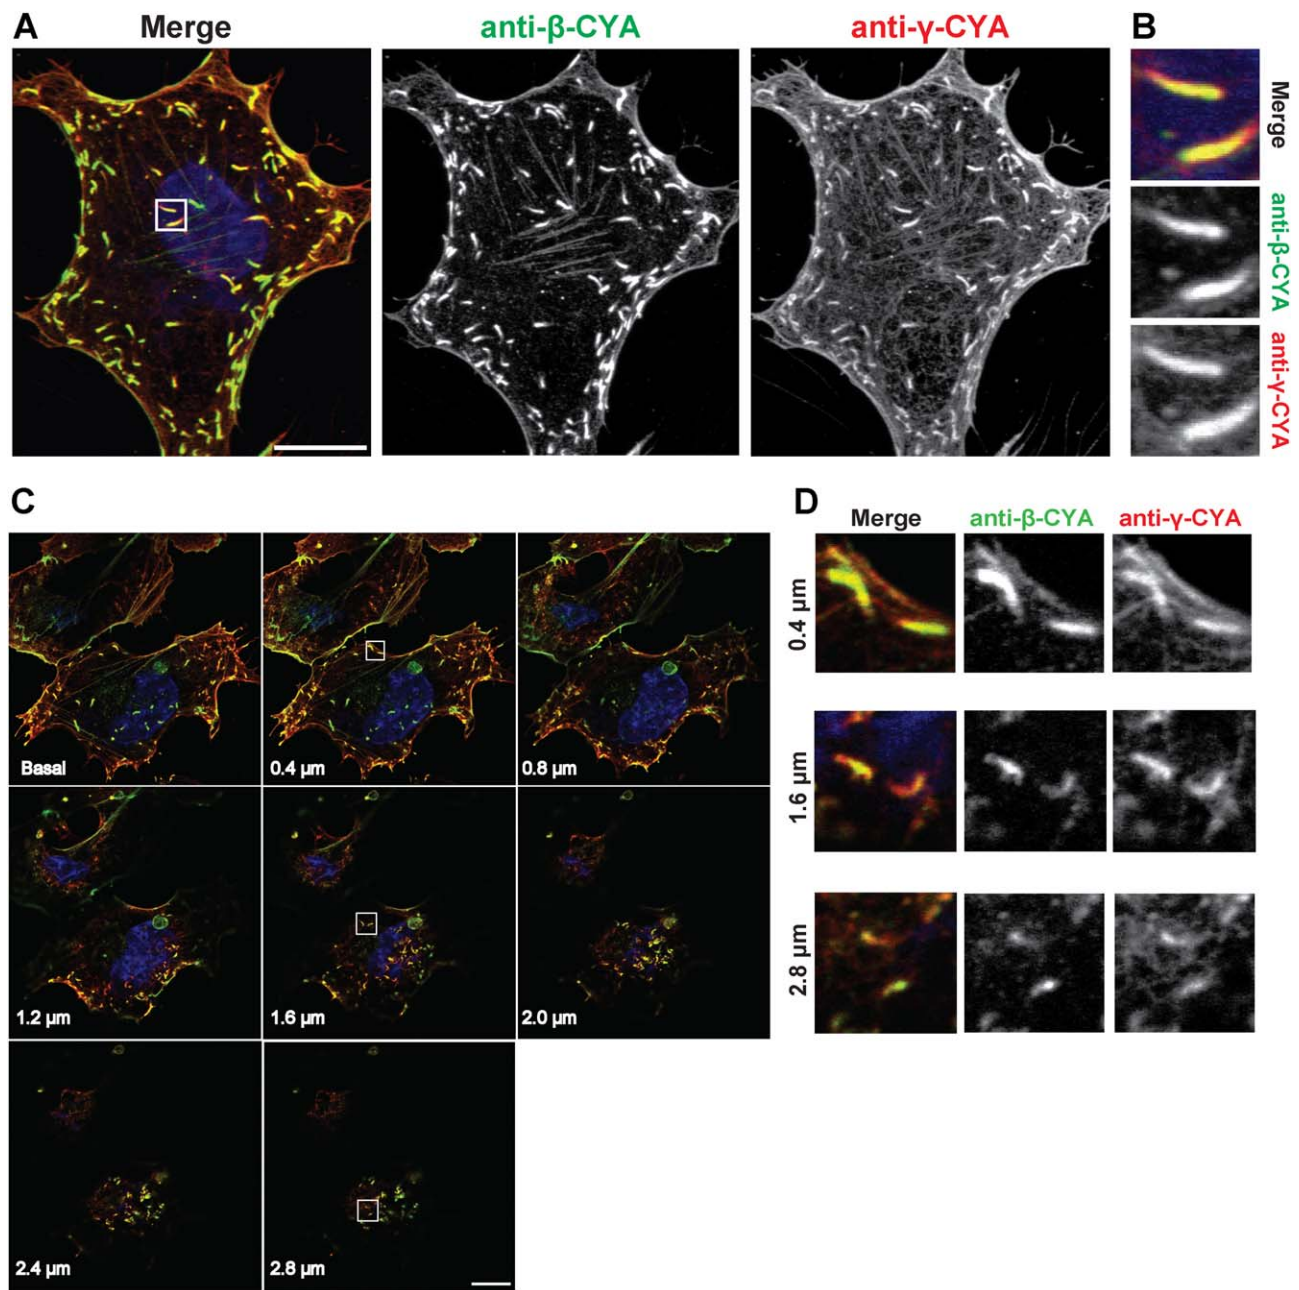 A
Merge
anti-β-CYA
anti-γ-CYA
B
Merge
anti-β-CYA
anti-γ-CYA
C
Basal
0.4 μm
0.8 μm
1.2 μm
1.6 μm
2.0 μm
2.4 μm
2.8 μm
D
Merge
anti-β-CYA
anti-γ-CYA
0.4 μm
1.6 μm
2.8 μm